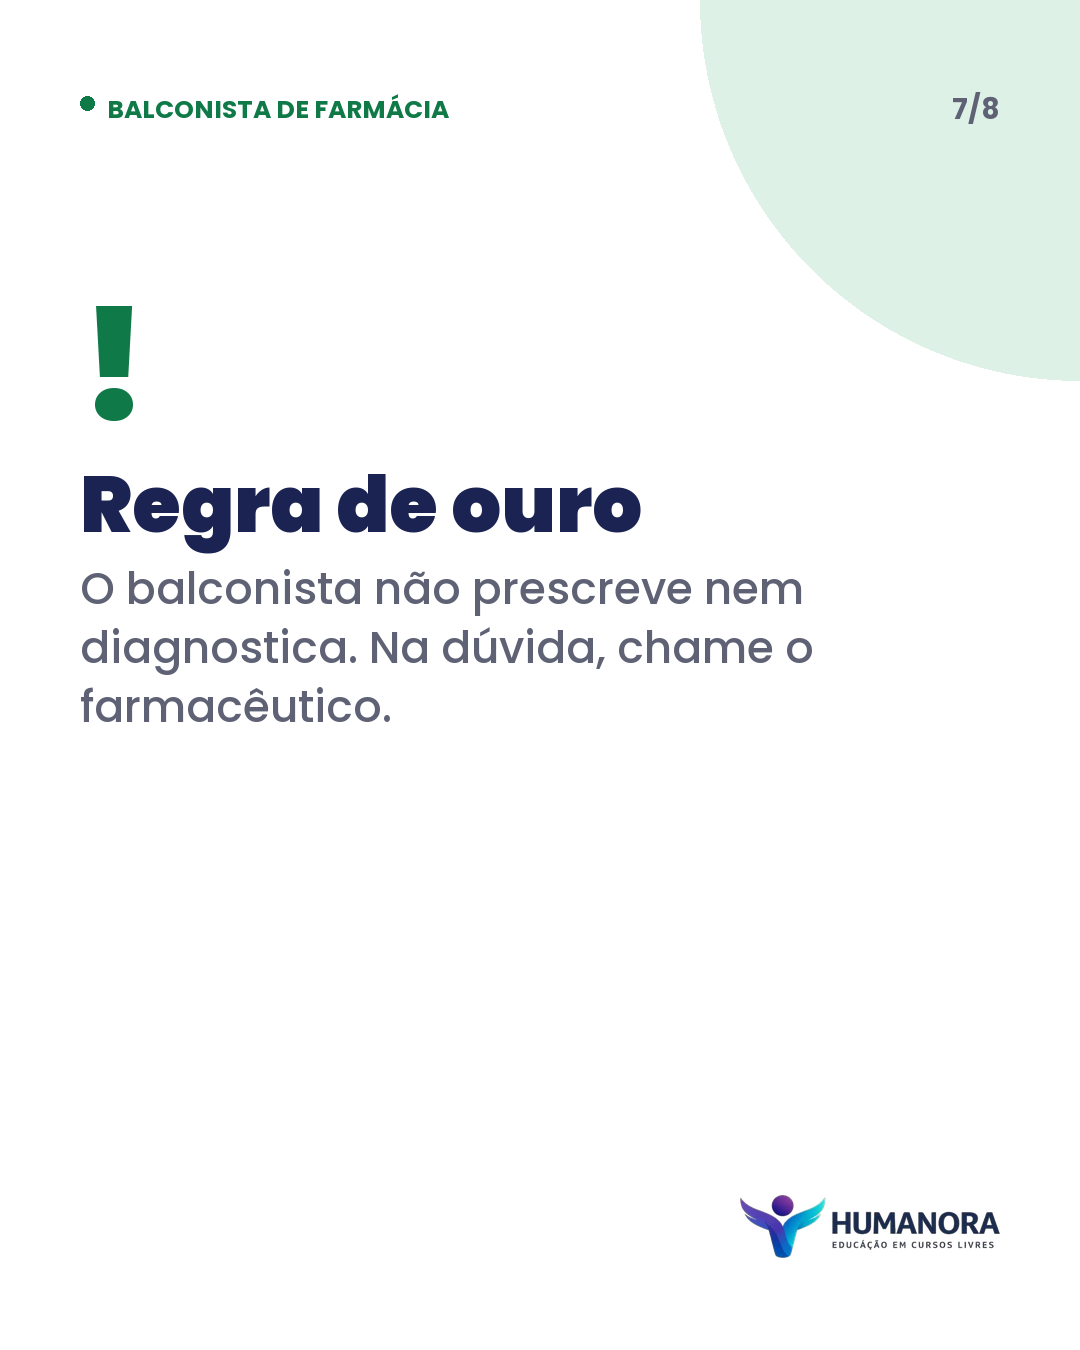 BALCONISTA DE FARMÁCIA
7/8
!
Regra de ouro
O balconista não prescreve nem
diagnostica. Na dúvida, chame o
farmacêutico.
HUMANORA
EDUCÁÇÃO EM CURSOS LIVRES